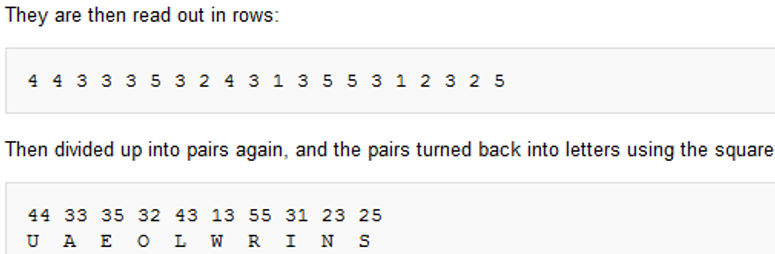 They are then read out in rows:
4 4 3 3 3 5 3 2 4 3 1 3 5 5 3 1 2 3 2 5
Then divided up into pairs again, and the pairs turned back into letters using the square
44 33 35 32 43 13 55 31 23 25
U A E O L W R I N S